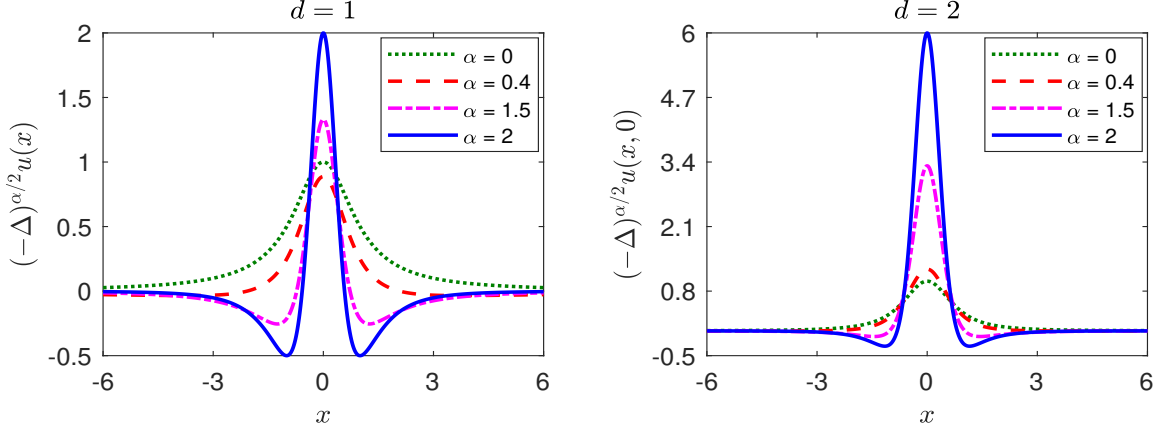 d = 1
2
1.5
1
0.5
0
-0.5
-6
-3
0
3
6
x
(−Δ)^{α/2}u(x)
α = 0
α = 0.4
α = 1.5
α = 2
d = 2
6
4.7
3.4
2.1
0.8
-0.5
-6
-3
0
3
6
x
(−Δ)^{α/2}u(x, 0)
α = 0
α = 0.4
α = 1.5
α = 2